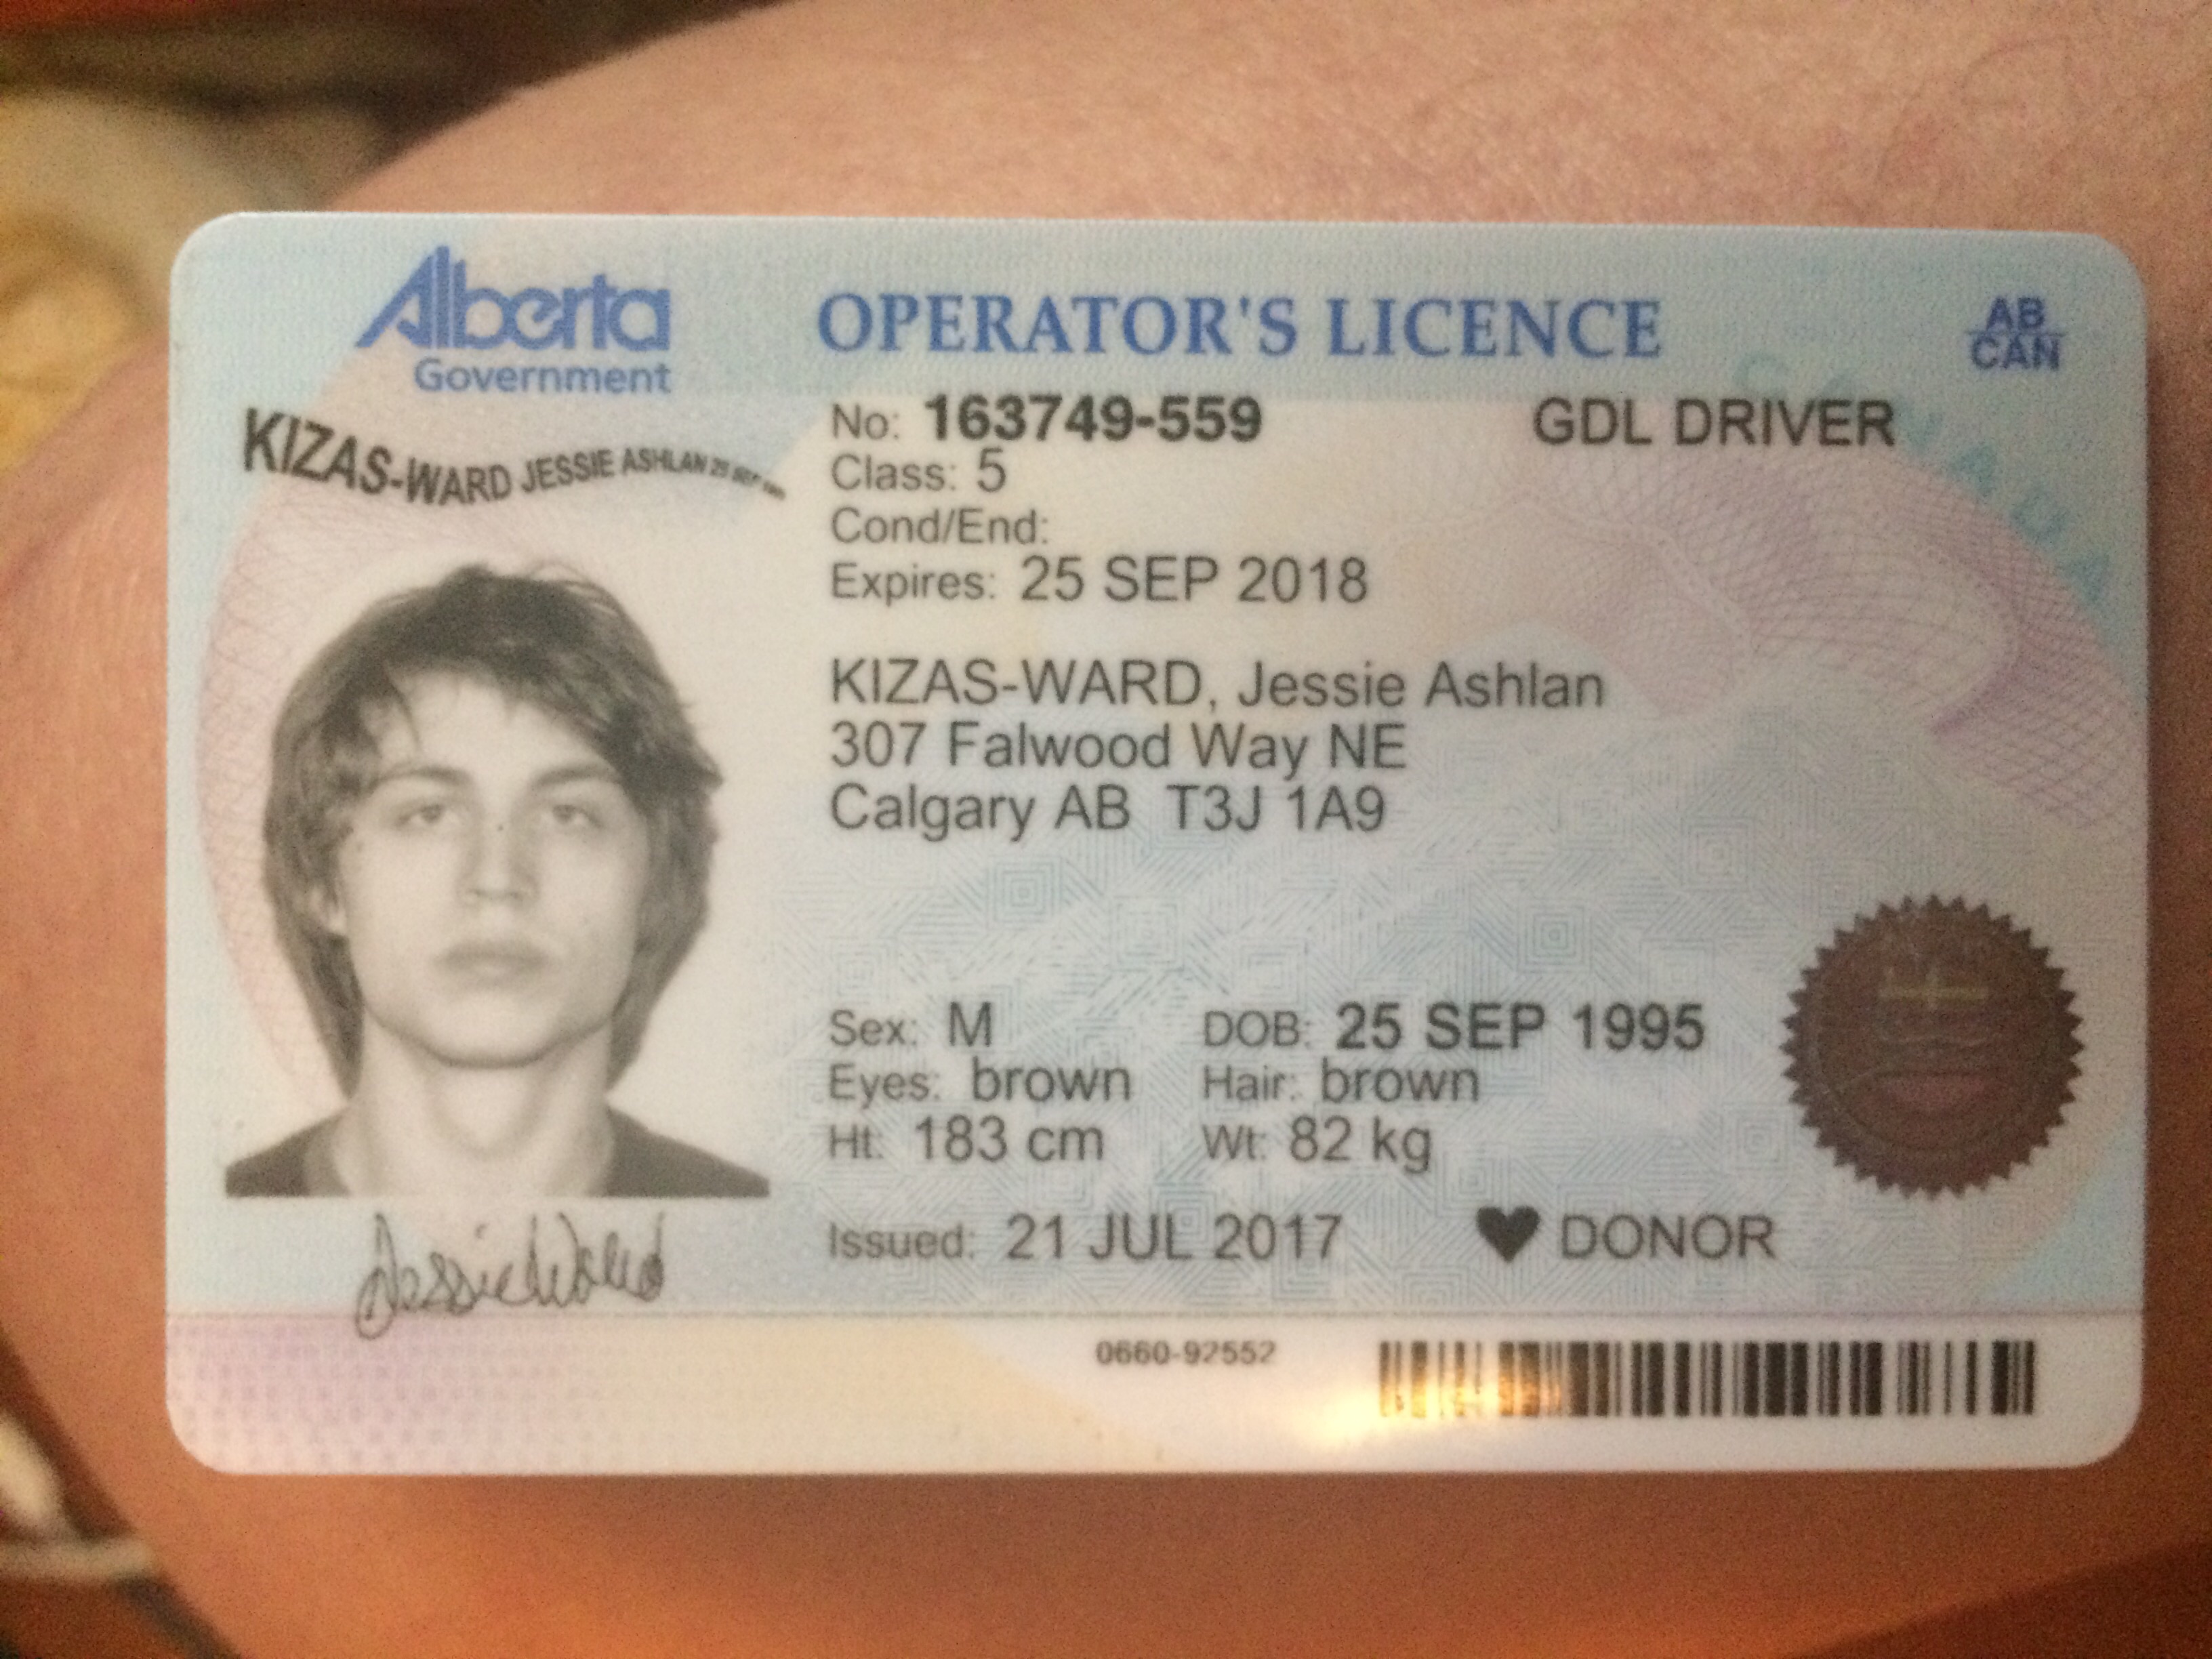 Alberta
Government
OPERATOR'S LICENCE
AB
CAN
KIZAS-WARD JESSIE ASHLAN
No: 163749-559
GDL DRIVER
Class: 5
Cond/End:
Expires: 25 SEP 2018
KIZAS-WARD, Jessie Ashlan
307 Falwood Way NE
Calgary AB T3J 1A9
CANADA
Sex: M DOB: 25 SEP 1995
Eyes: brown Hair: brown
Ht: 183 cm Wt: 82 kg
Issued: 21 JUL 2017 ♥ DONOR
0660-92552